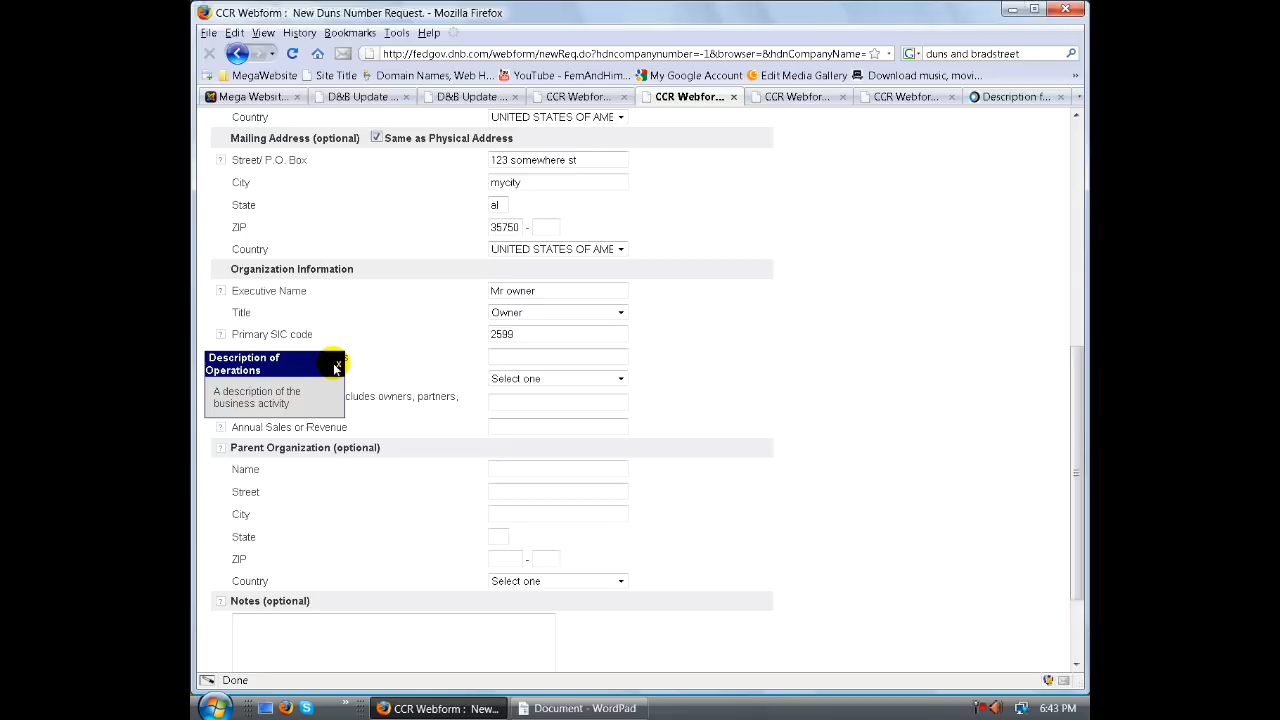 CCR Webform : New Duns Number Request. - Mozilla Firefox
File Edit View History Bookmarks Tools Help
http://fedgov.dnb.com/webform/newReq.do?hdncompanynumber=-1&browser=&hdnCompanyName=
duns and bradstreet
MegaWebsite Site Title Domain Names, Web H... YouTube - FemAndHim... My Google Account Edit Media Gallery Download music, movi... »
Mega Websit... D&B Update ... D&B Update ... CCR Webfor... CCR Webfor... CCR Webfor... CCR Webfor... Description f...
Country UNITED STATES OF AME
Mailing Address (optional) Same as Physical Address
? Street/ P.O. Box 123 somewhere st
City mycity
State al
ZIP 35750 -
Country UNITED STATES OF AME
Organization Information
? Executive Name Mr owner
Title Owner
? Primary SIC code 2599
Description of
Operations x
Select one
A description of the
business activity
cludes owners, partners,
? Annual Sales or Revenue
? Parent Organization (optional)
Name
Street
City
State
ZIP -
Country Select one
? Notes (optional)
Done
» CCR Webform : New... Document - WordPad 6:43 PM